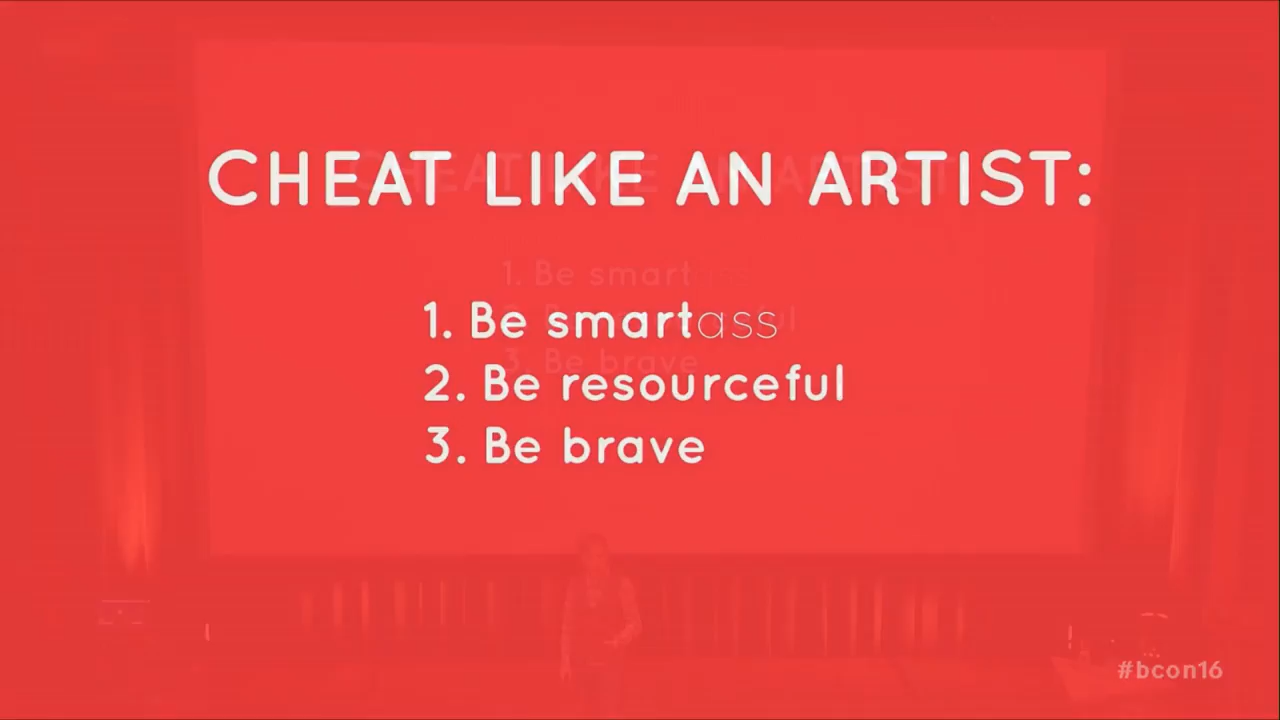 CHEAT LIKE AN ARTIST:
1. Be smartass
2. Be resourceful
3. Be brave
#bcon16